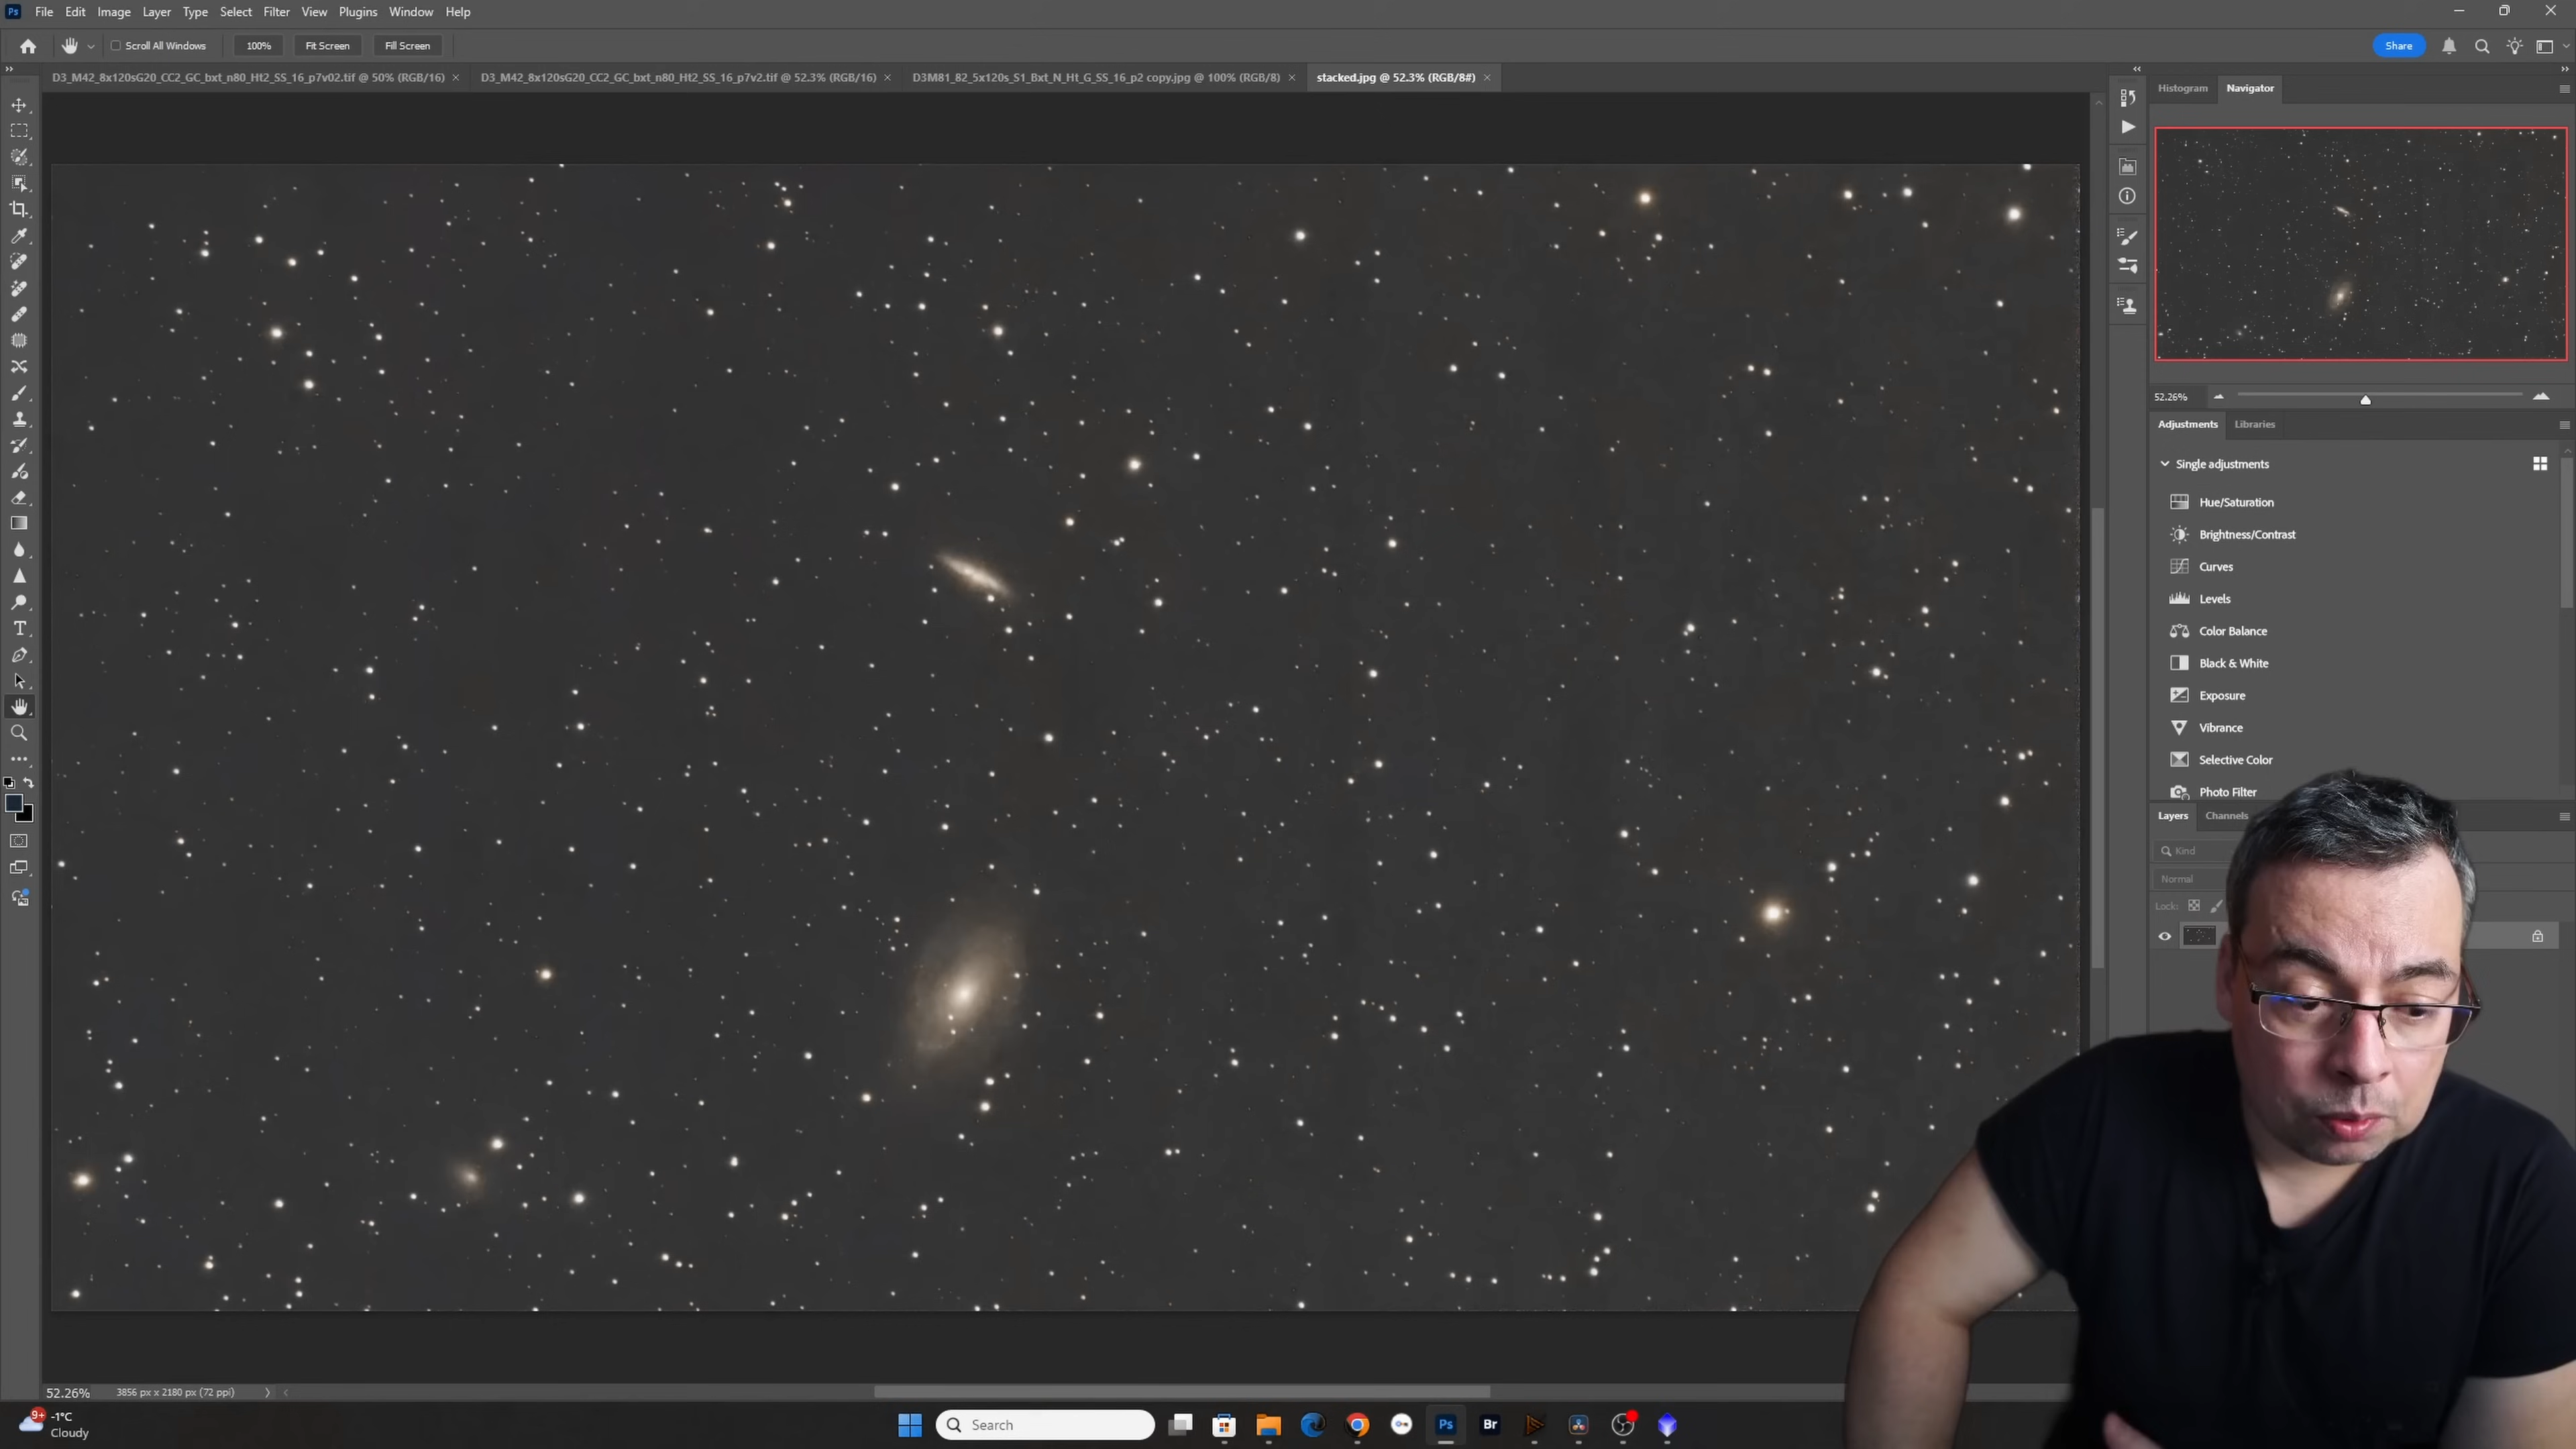 Ps File Edit Image Layer Type Select Filter View Plugins Window Help
Scroll All Windows 100% Fit Screen Fill Screen Share
D3_M42_8x120sG20_CC2_GC_bxt_n80_Ht2_SS_16_p7v02.tif @ 50% (RGB/16) × D3_M42_8x120sG20_CC2_GC_bxt_n80_Ht2_SS_16_p7v2.tif @ 52.3% (RGB/16) × D3M81_82_5x120s_S1_Bxt_N_Ht_G_SS_16_p2 copy.jpg @ 100% (RGB/8) × stacked.jpg @ 52.3% (RGB/8#) ×
Histogram Navigator
52.26%
Adjustments Libraries
Single adjustments
Hue/Saturation
Brightness/Contrast
Curves
Levels
Color Balance
Black & White
Exposure
Vibrance
Selective Color
Photo Filter
Layers Channels
Kind
Normal
Lock:
52.26% 3856 px x 2180 px (72 ppi)
9+ -1°C
Cloudy
Search
Ps Br